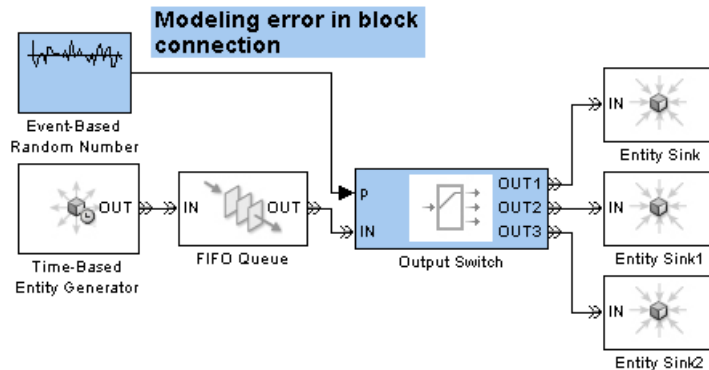 Modeling error in block
connection
Event-Based
Random Number
OUT
Time-Based
Entity Generator
IN OUT
FIFO Queue
p
IN
OUT1
OUT2
OUT3
Output Switch
IN
Entity Sink
IN
Entity Sink1
IN
Entity Sink2